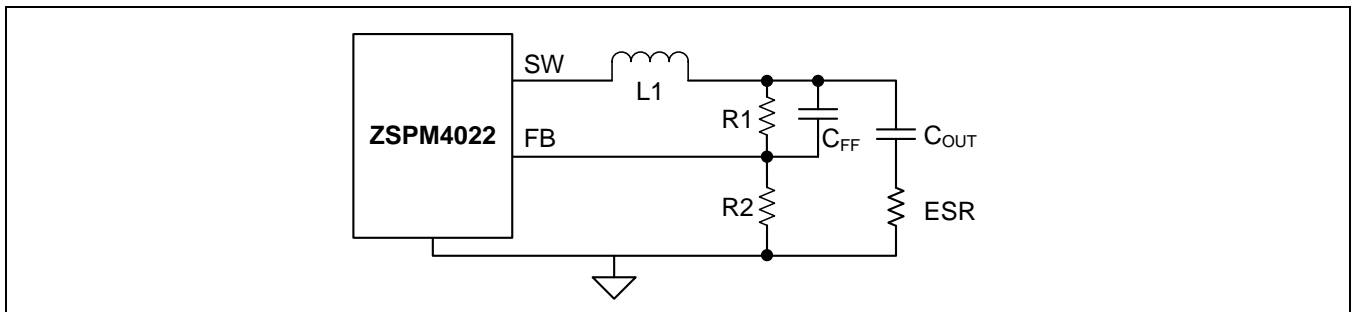 SW
L1
R1
C_FF
C_OUT
ZSPM4022
FB
R2
ESR